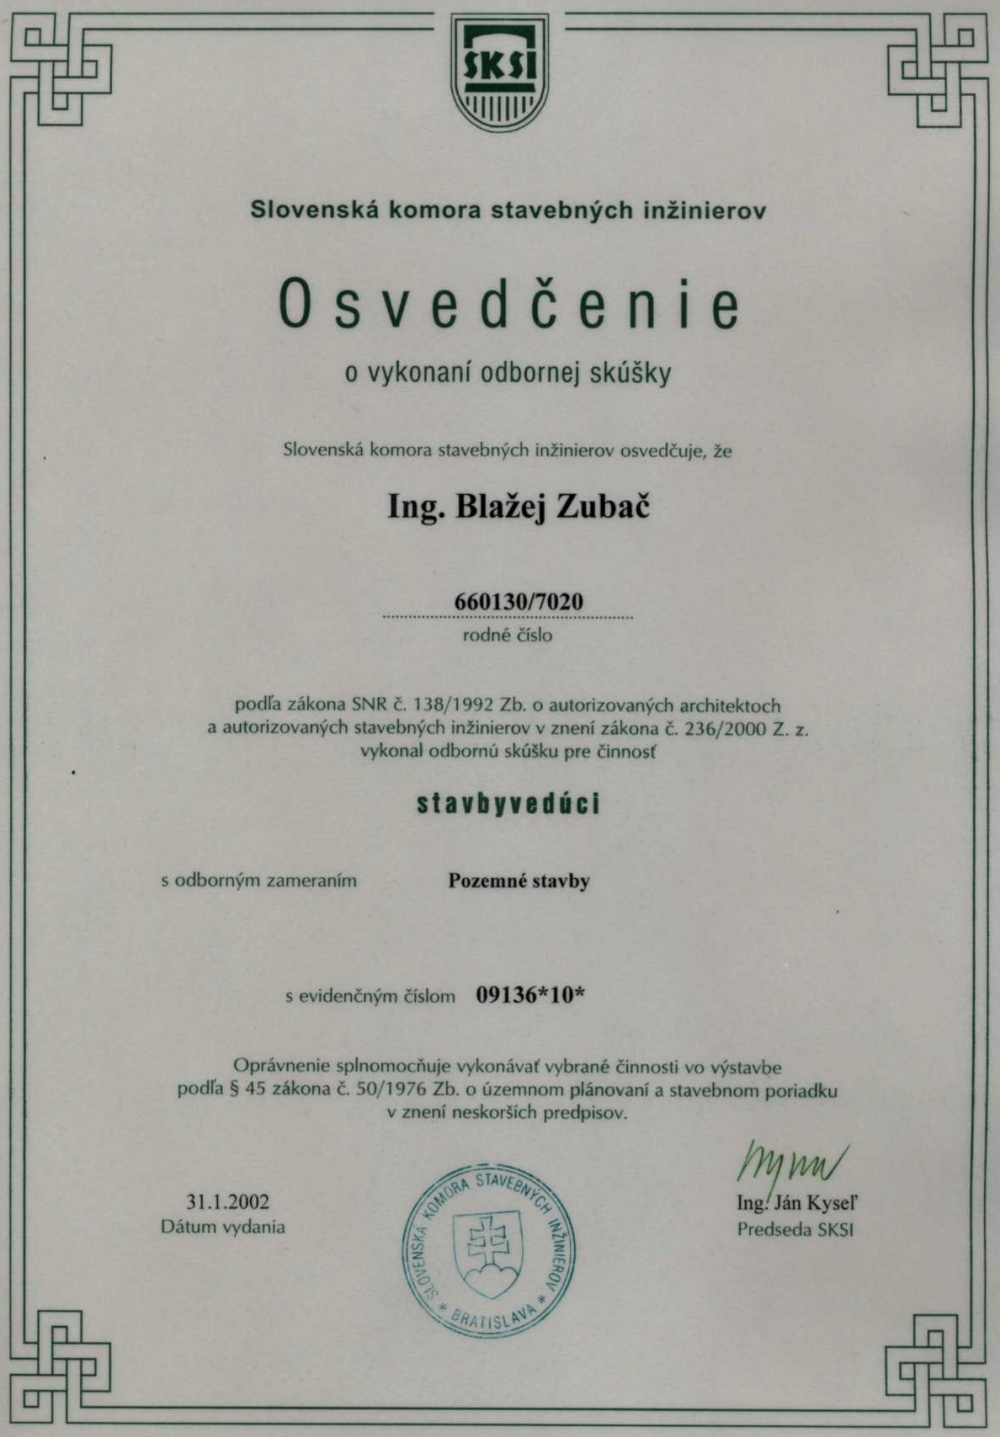 SKSI
Slovenská komora stavebných inžinierov
Osvedčenie
o vykonaní odbornej skúšky
Slovenská komora stavebných inžinierov osvedčuje, že
Ing. Blažej Zubač
660130/7020
rodné číslo
podľa zákona SNR č. 138/1992 Zb. o autorizovaných architektoch
a autorizovaných stavebných inžinierov v znení zákona č. 236/2000 Z. z.
vykonal odbornú skúšku pre činnosť
stavbyvedúci
s odborným zameraním Pozemné stavby
s evidenčným číslom 09136*10*
Oprávnenie splnomocňuje vykonávať vybrané činnosti vo výstavbe
podľa § 45 zákona č. 50/1976 Zb. o územnom plánovaní a stavebnom poriadku
v znení neskorších predpisov.
31.1.2002
Dátum vydania
SLOVENSKÁ KOMORA STAVEBNÝCH INŽINIEROV
* BRATISLAVA *
Ing. Ján Kyseľ
Predseda SKSI